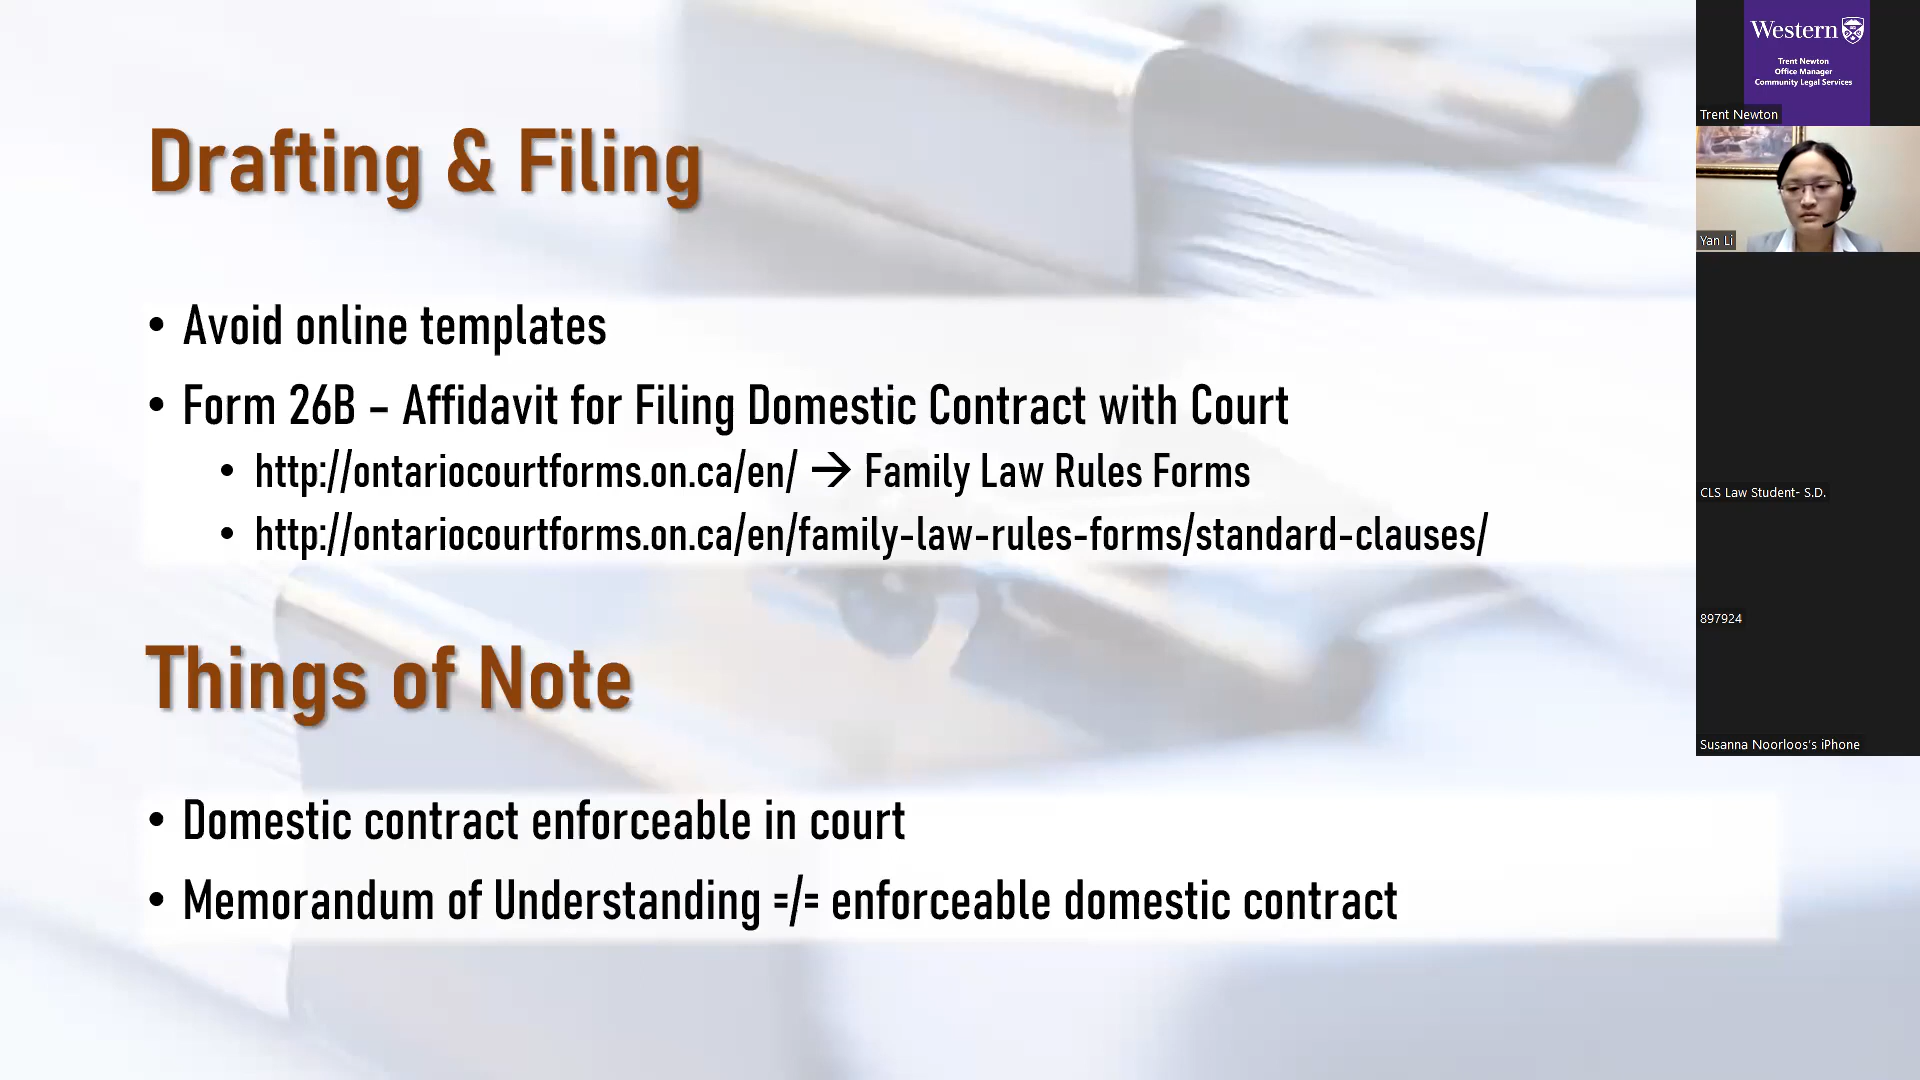 Drafting & Filing
• Avoid online templates
• Form 26B – Affidavit for Filing Domestic Contract with Court
• http://ontariocourtforms.on.ca/en/ → Family Law Rules Forms
• http://ontariocourtforms.on.ca/en/family-law-rules-forms/standard-clauses/
Things of Note
• Domestic contract enforceable in court
• Memorandum of Understanding =/= enforceable domestic contract
Western
Trent Newton
Office Manager
Community Legal Services
Trent Newton
Yan Li
CLS Law Student- S.D.
897924
Susanna Noorloos's iPhone